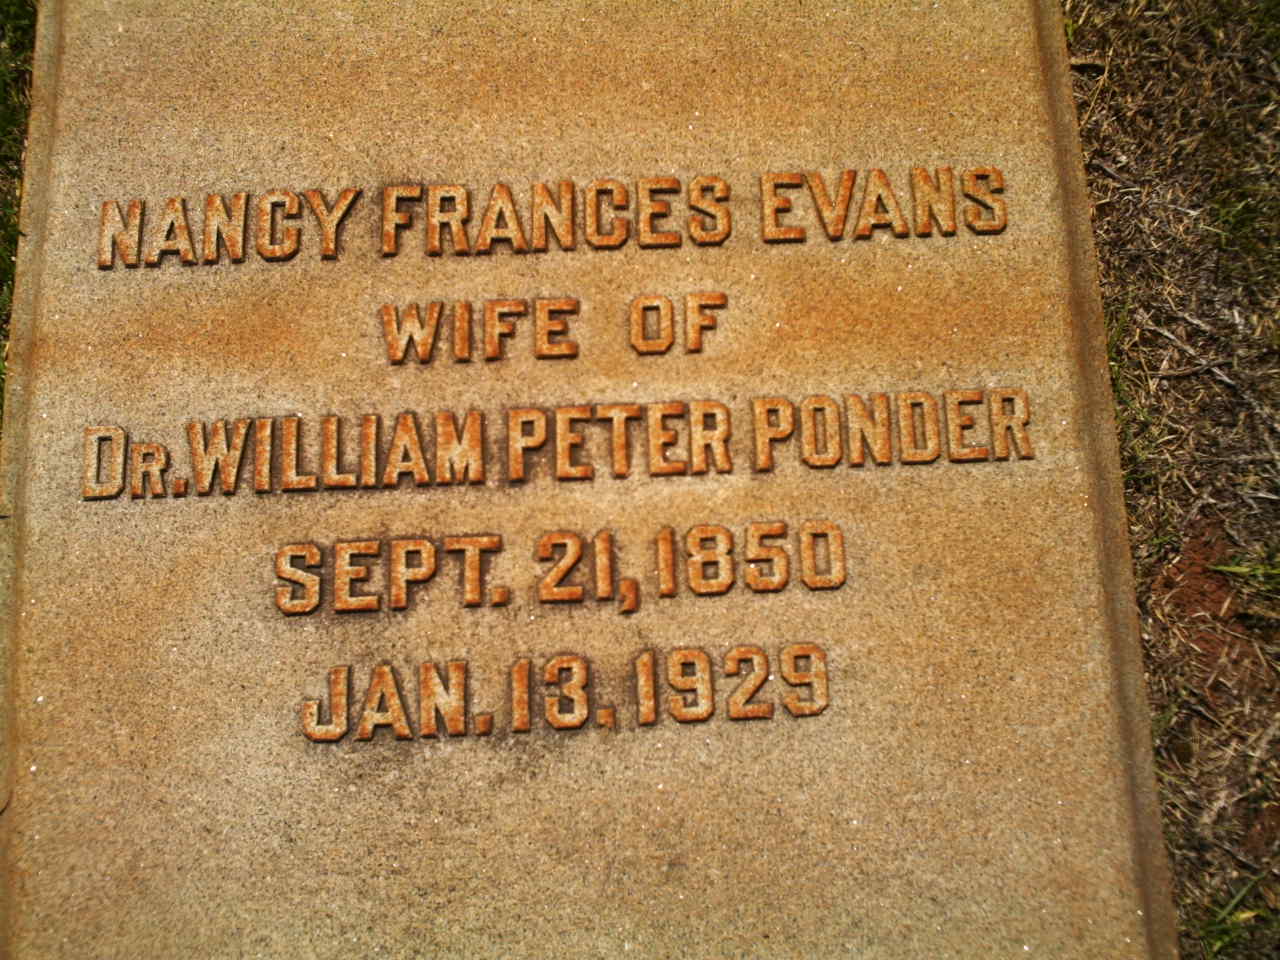 NANCY FRANCES EVANS
WIFE OF
DR. WILLIAM PETER PONDER
SEPT. 21, 1850
JAN. 13. 1929